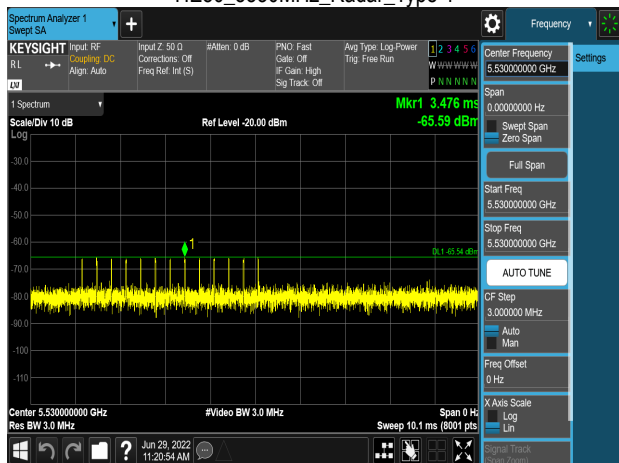 Spectrum Analyzer 1
Swept SA
+
Frequency
KEYSIGHT
RL
Input: RF
Coupling: DC
Align: Auto
Input Z: 50 Ω
Corrections: Off
Freq Ref: Int (S)
#Atten: 0 dB
PNO: Fast
Gate: Off
IF Gain: High
Sig Track: Off
Avg Type: Log-Power
Trig: Free Run
1 2 3 4 5 6
W W W W W W
P N N N N N
1 Spectrum
Mkr1 3.476 ms
-65.59 dBm
Scale/Div 10 dB
Ref Level -20.00 dBm
Log
-30.0
-40.0
-50.0
-60.0
-70.0
-80.0
-90.0
-100
-110
1
DL1 -65.54 dBm
Center 5.530000000 GHz
#Video BW 3.0 MHz
Span 0 Hz
Res BW 3.0 MHz
Sweep 10.1 ms (8001 pts)
Jun 29, 2022
11:20:54 AM
Center Frequency
5.530000000 GHz
Settings
Span
0.00000000 Hz
Swept Span
Zero Span
Full Span
Start Freq
5.530000000 GHz
Stop Freq
5.530000000 GHz
AUTO TUNE
CF Step
3.000000 MHz
Auto
Man
Freq Offset
0 Hz
X Axis Scale
Log
Lin
Signal Track
(Span Zoom)